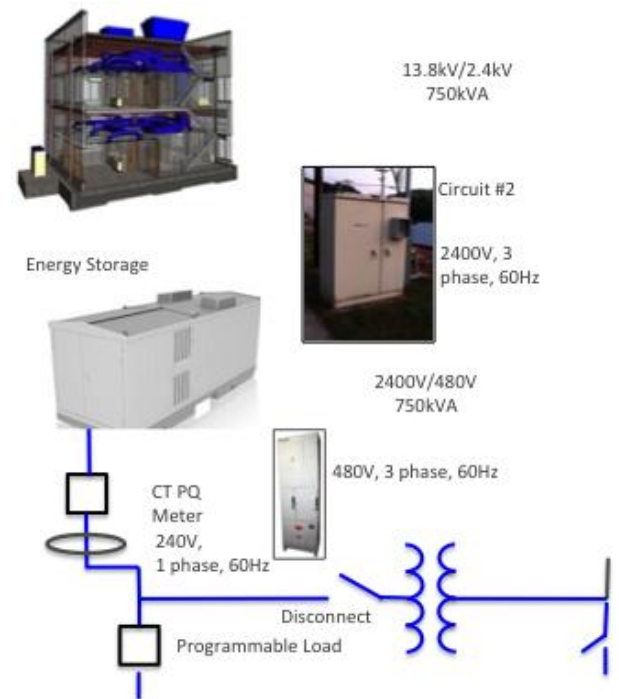 13.8kV/2.4kV
750kVA
Circuit #2
2400V, 3
phase, 60Hz
Energy Storage
2400V/480V
750kVA
480V, 3 phase, 60Hz
CT PQ
Meter
240V,
1 phase, 60Hz
Disconnect
Programmable Load